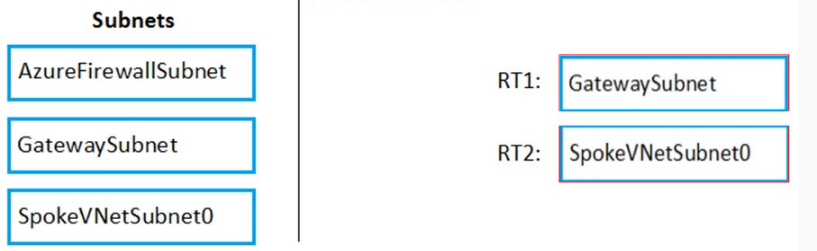 Subnets
AzureFirewallSubnet
GatewaySubnet
SpokeVNetSubnet0
RT1: GatewaySubnet
RT2: SpokeVNetSubnet0